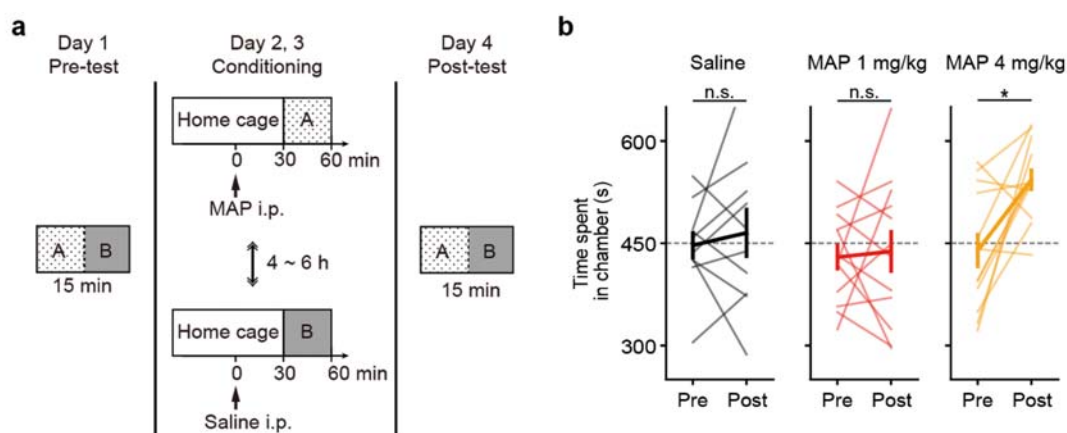 a
Day 1
Pre-test
Day 2, 3
Conditioning
Day 4
Post-test
Home cage
A
0
30
60 min
MAP i.p.
A
B
15 min
4 ~ 6 h
A
B
15 min
Home cage
B
0
30
60 min
Saline i.p.
b
Saline
MAP 1 mg/kg
MAP 4 mg/kg
n.s.
n.s.
*
Time spent
in chamber (s)
600
450
300
Pre
Post
Pre
Post
Pre
Post